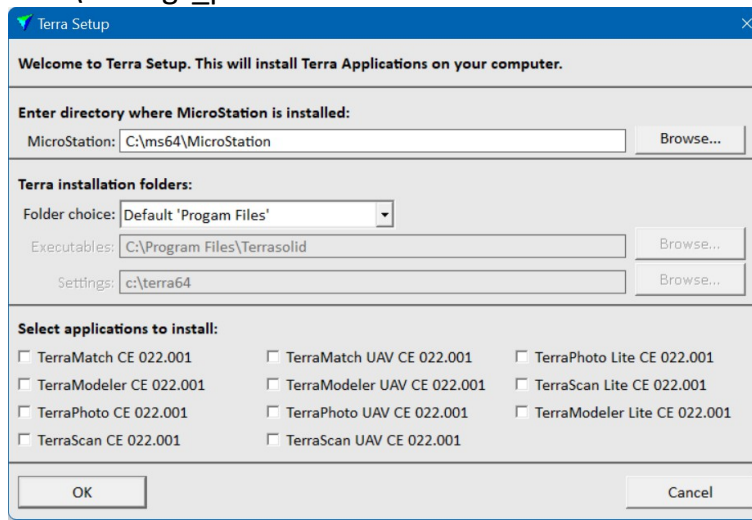 Terra Setup
Welcome to Terra Setup. This will install Terra Applications on your computer.
Enter directory where MicroStation is installed:
MicroStation: C:\ms64\MicroStation Browse...
Terra installation folders:
Folder choice: Default 'Progam Files'
Executables: C:\Program Files\Terrasolid Browse...
Settings: c:\terra64 Browse...
Select applications to install:
TerraMatch CE 022.001 TerraMatch UAV CE 022.001 TerraPhoto Lite CE 022.001
TerraModeler CE 022.001 TerraModeler UAV CE 022.001 TerraScan Lite CE 022.001
TerraPhoto CE 022.001 TerraPhoto UAV CE 022.001 TerraModeler Lite CE 022.001
TerraScan CE 022.001 TerraScan UAV CE 022.001
OK Cancel